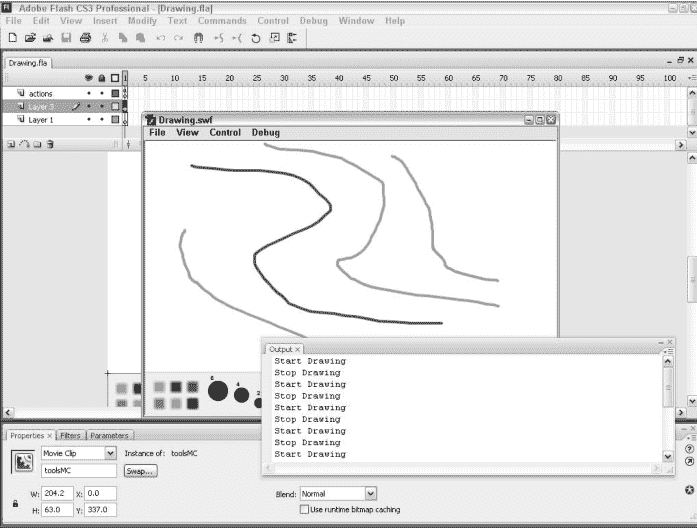 Adobe Flash CS3 Professional - [Drawing.fla]
File Edit View Insert Modify Text Commands Control Debug Window Help
Drawing.fla
1 5 10 15 20 25 30 35 40 45 50 55 60 65 70 75 80 85 90 95 100
actions
Layer 3
Layer 1
Drawing.swf
File View Control Debug
6 4 2
Output ×
Start Drawing
Stop Drawing
Start Drawing
Stop Drawing
Start Drawing
Stop Drawing
Start Drawing
Stop Drawing
Start Drawing
Properties × Filters Parameters
Movie Clip Instance of: toolsMC
toolsMC Swap...
W: 204.2 X: 0.0 Blend: Normal
H: 63.0 Y: 337.0 Use runtime bitmap caching